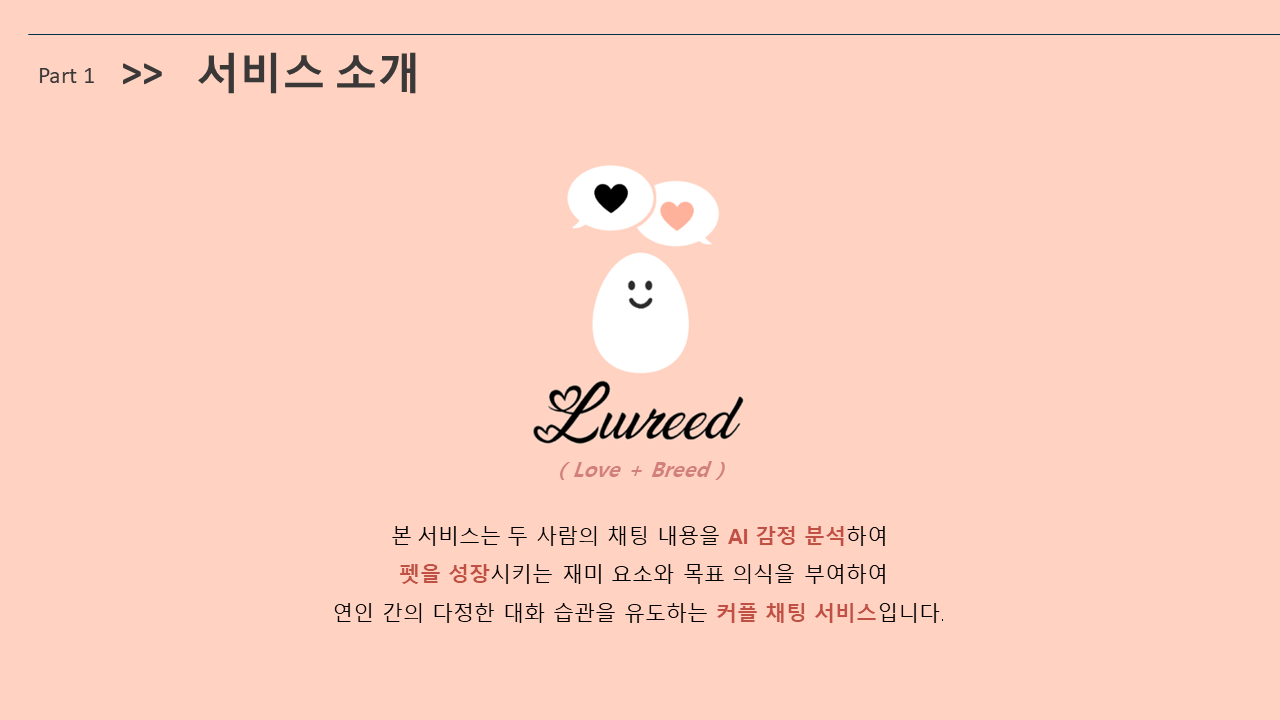 Part 1 >> 서비스 소개
Luvreed
( Love + Breed )
본 서비스는 두 사람의 채팅 내용을 AI 감정 분석하여
펫을 성장시키는 재미 요소와 목표 의식을 부여하여
연인 간의 다정한 대화 습관을 유도하는 커플 채팅 서비스입니다.